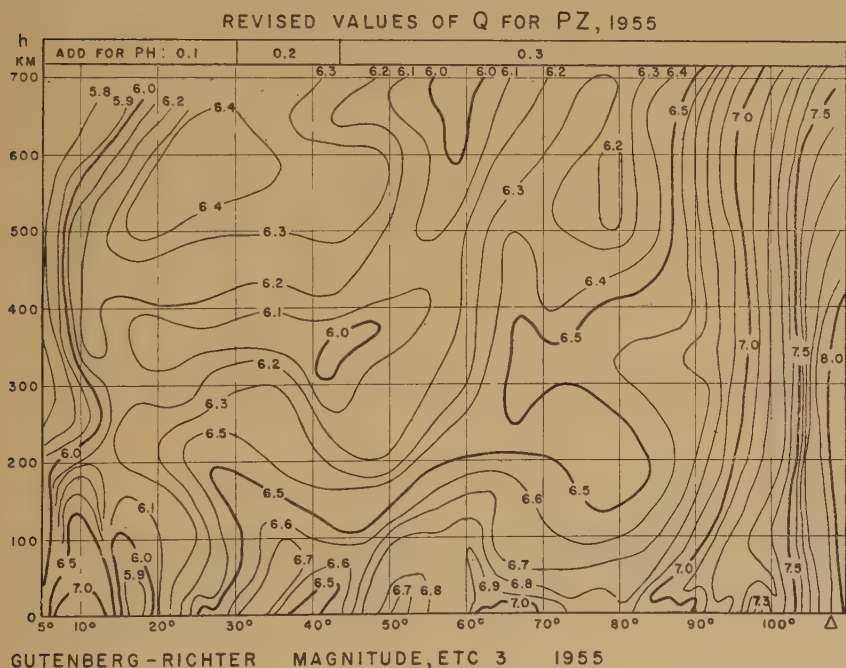 REVISED VALUES OF Q FOR PZ, 1955
h
KM
ADD FOR PH: 0.1 0.2 0.3
700 5.8 5.9 6.0 6.2 6.4 6.3 6.2 6.1 6.0 6.0 6.1 6.2 6.3 6.4 6.5 7.0 7.5
600 6.2
6.3
6.4
500 6.3
6.4
400 6.2
6.1
6.0 6.5 7.0 7.5 8.0
300 6.2
6.3
6.5
200 6.0
6.5 6.6 6.5
6.1 6.6
100 6.5 6.0 6.7 6.6 6.7 7.0 7.5
7.0 5.9 6.5 6.7 6.8 6.9 6.8 7.3
7.0
0
5° 10° 20° 30° 40° 50° 60° 70° 80° 90° 100° Δ
GUTENBERG-RICHTER MAGNITUDE, ETC 3 1955